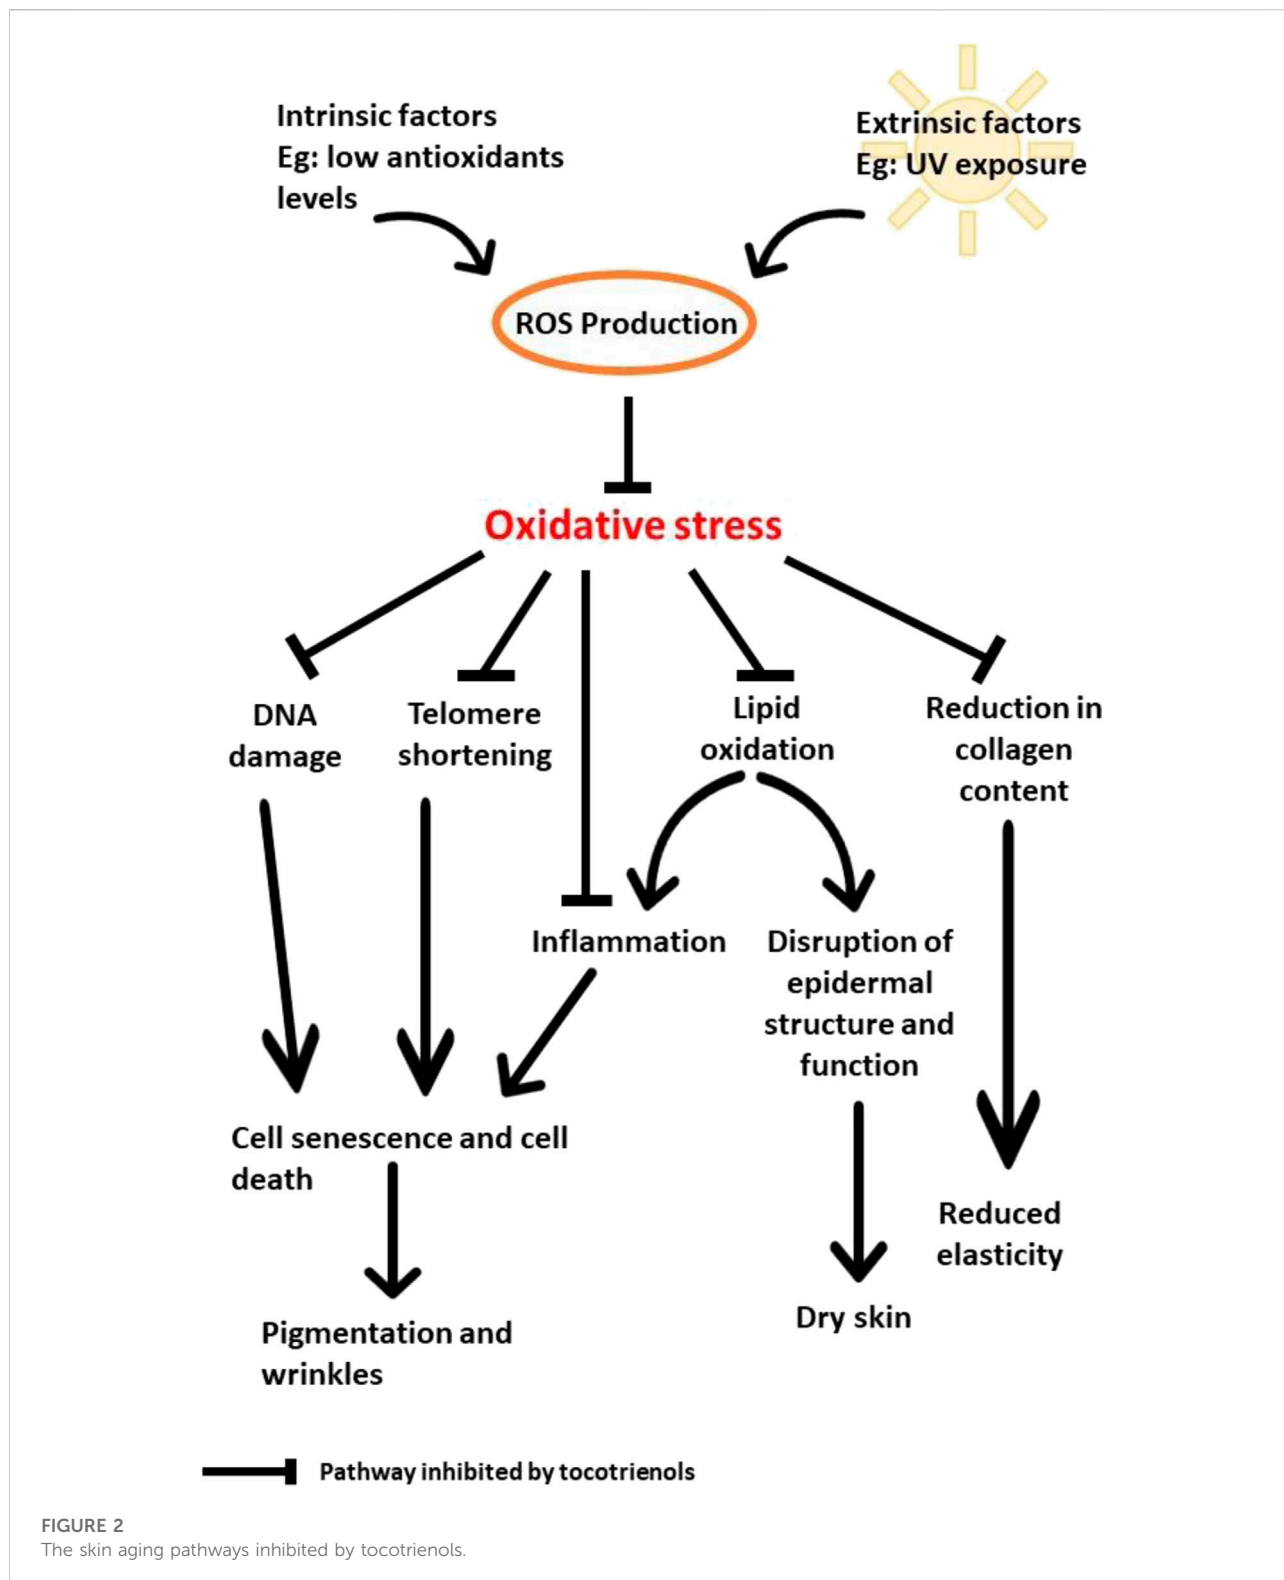 Intrinsic factors
Eg: low antioxidants
levels
Extrinsic factors
Eg: UV exposure
ROS Production
Oxidative stress
DNA
damage
Telomere
shortening
Lipid
oxidation
Reduction in
collagen
content
Inflammation
Disruption of
epidermal
structure and
function
Cell senescence and cell
death
Reduced
elasticity
Dry skin
Pigmentation and
wrinkles
Pathway inhibited by tocotrienols
FIGURE 2
The skin aging pathways inhibited by tocotrienols.